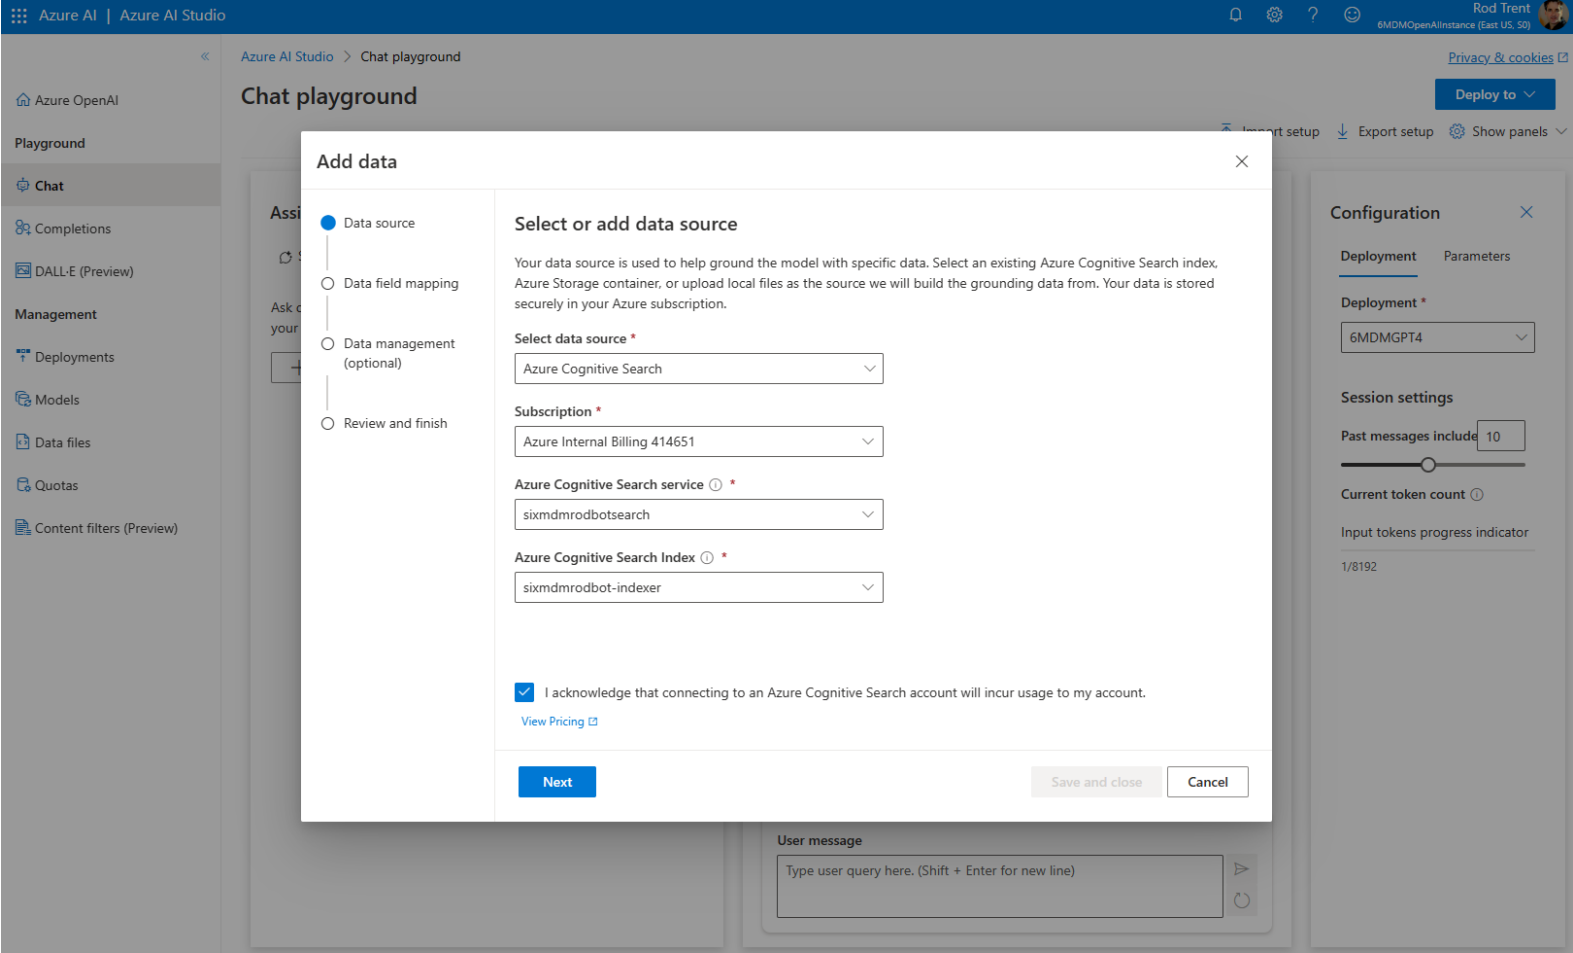 Azure AI | Azure AI Studio
Rod Trent
6MDMOpenAIInstance (East US, S0)
Azure AI Studio > Chat playground
Privacy & cookies
Chat playground
Deploy to
Import setup
Export setup
Show panels
Azure OpenAI
Playground
Chat
Completions
DALL·E (Preview)
Management
Deployments
Models
Data files
Quotas
Content filters (Preview)
Assi
Ask
your
Add data
Data source
Data field mapping
Data management
(optional)
Review and finish
Select or add data source
Your data source is used to help ground the model with specific data. Select an existing Azure Cognitive Search index,
Azure Storage container, or upload local files as the source we will build the grounding data from. Your data is stored
securely in your Azure subscription.
Select data source *
Azure Cognitive Search
Subscription *
Azure Internal Billing 414651
Azure Cognitive Search service *
sixmdmrodbotsearch
Azure Cognitive Search Index *
sixmdmrodbot-indexer
I acknowledge that connecting to an Azure Cognitive Search account will incur usage to my account.
View Pricing
Next
Save and close
Cancel
User message
Type user query here. (Shift + Enter for new line)
Configuration
Deployment
Parameters
Deployment *
6MDMGPT4
Session settings
Past messages include
10
Current token count
Input tokens progress indicator
1/8192